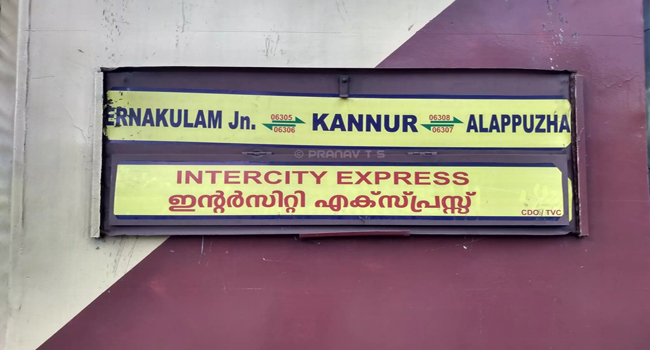 ERNAKULAM Jn. 06305 06306 KANNUR 06308 06307 ALAPPUZHA
© PRANAV T S
INTERCITY EXPRESS
ഇന്റർസിറ്റി എക്സ്പ്രസ്സ്
CDO / TVC